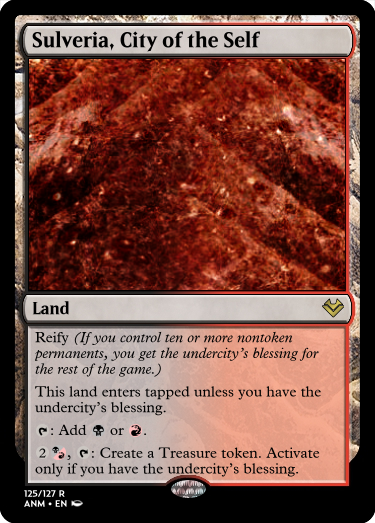 Sulveria, City of the Self
Land
Reify (If you control ten or more nontoken
permanents, you get the undercity's blessing for
the rest of the game.)
This land enters tapped unless you have the
undercity's blessing.
: Add or .
2 , : Create a Treasure token. Activate
only if you have the undercity's blessing.
125/127 R
ANM • EN